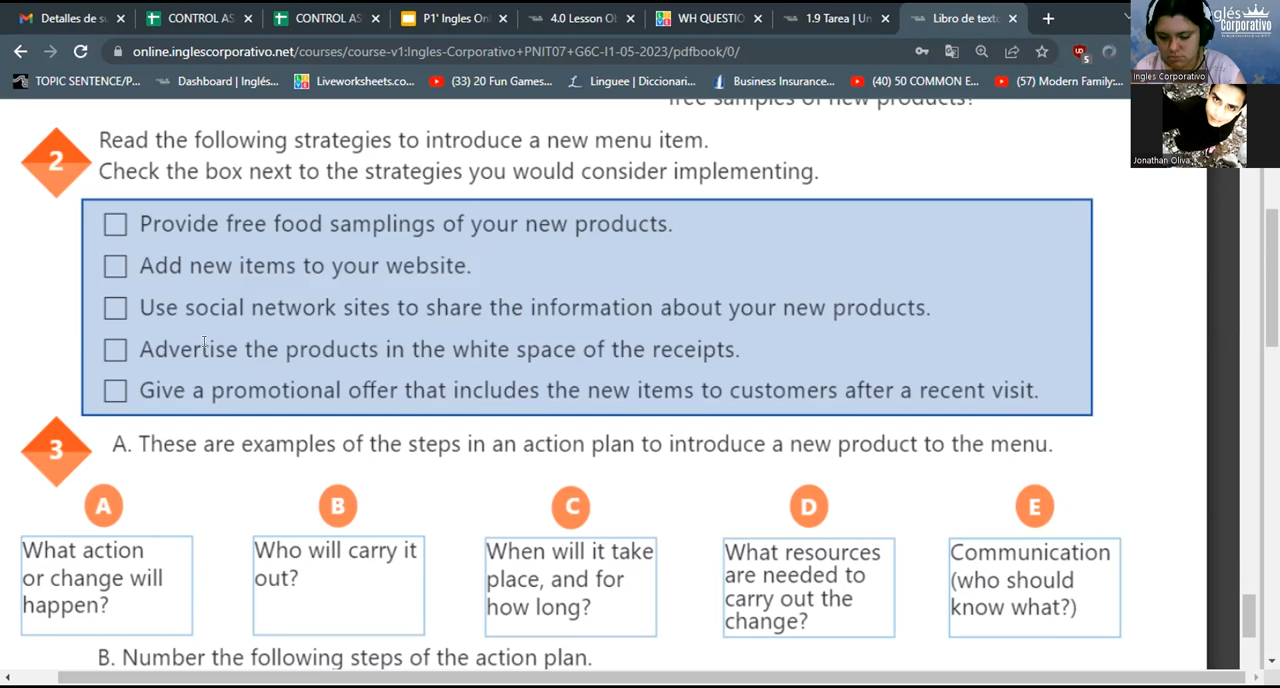 Detalles de su
CONTROL AS
CONTROL AS
P1' Ingles Onl
4.0 Lesson Ob
WH QUESTIO
1.9 Tarea | Un
Libro de texto
online.inglescorporativo.net/courses/course-v1:Ingles-Corporativo+PNIT07+G6C-I1-05-2023/pdfbook/0/
TOPIC SENTENCE/P...
Dashboard | Inglés...
Liveworksheets.co...
(33) 20 Fun Games...
Linguee | Diccionari...
Business Insurance...
(40) 50 COMMON E...
(57) Modern Family:...
5
glés
Corporativo
Ingles Corporativo
Jonathan Oliva
free samples of new products?
2
Read the following strategies to introduce a new menu item.
Check the box next to the strategies you would consider implementing.
Provide free food samplings of your new products.
Add new items to your website.
Use social network sites to share the information about your new products.
Advertise the products in the white space of the receipts.
Give a promotional offer that includes the new items to customers after a recent visit.
3
A. These are examples of the steps in an action plan to introduce a new product to the menu.
A
What action
or change will
happen?
B
Who will carry it
out?
C
When will it take
place, and for
how long?
D
What resources
are needed to
carry out the
change?
E
Communication
(who should
know what?)
B. Number the following steps of the action plan.